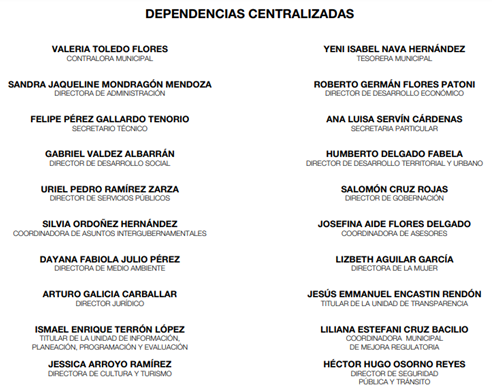 DEPENDENCIAS CENTRALIZADAS
VALERIA TOLEDO FLORES
CONTRALORA MUNICIPAL
SANDRA JAQUELINE MONDRAGÓN MENDOZA
DIRECTORA DE ADMINISTRACIÓN
FELIPE PÉREZ GALLARDO TENORIO
SECRETARIO TÉCNICO
GABRIEL VALDEZ ALBARRÁN
DIRECTOR DE DESARROLLO SOCIAL
URIEL PEDRO RAMÍREZ ZARZA
DIRECTOR DE SERVICIOS PÚBLICOS
SILVIA ORDOÑEZ HERNÁNDEZ
COORDINADORA DE ASUNTOS INTERGUBERNAMENTALES
DAYANA FABIOLA JULIO PÉREZ
DIRECTORA DE MEDIO AMBIENTE
ARTURO GALICIA CARBALLAR
DIRECTOR JURÍDICO
ISMAEL ENRIQUE TERRÓN LÓPEZ
TITULAR DE LA UNIDAD DE INFORMACIÓN,
PLANEACIÓN, PROGRAMACIÓN Y EVALUACIÓN
JESSICA ARROYO RAMÍREZ
DIRECTORA DE CULTURA Y TURISMO
YENI ISABEL NAVA HERNÁNDEZ
TESORERA MUNICIPAL
ROBERTO GERMÁN FLORES PATONI
DIRECTOR DE DESARROLLO ECONÓMICO
ANA LUISA SERVÍN CÁRDENAS
SECRETARIA PARTICULAR
HUMBERTO DELGADO FABELA
DIRECTOR DE DESARROLLO TERRITORIAL Y URBANO
SALOMÓN CRUZ ROJAS
DIRECTOR DE GOBERNACIÓN
JOSEFINA AIDE FLORES DELGADO
COORDINADORA DE ASESORES
LIZBETH AGUILAR GARCÍA
DIRECTORA DE LA MUJER
JESÚS EMMANUEL ENCASTIN RENDÓN
TITULAR DE LA UNIDAD DE TRANSPARENCIA
LILIANA ESTEFANI CRUZ BACILIO
COORDINADORA MUNICIPAL
DE MEJORA REGULATORIA
HÉCTOR HUGO OSORNO REYES
DIRECTOR DE SEGURIDAD
PÚBLICA Y TRÁNSITO